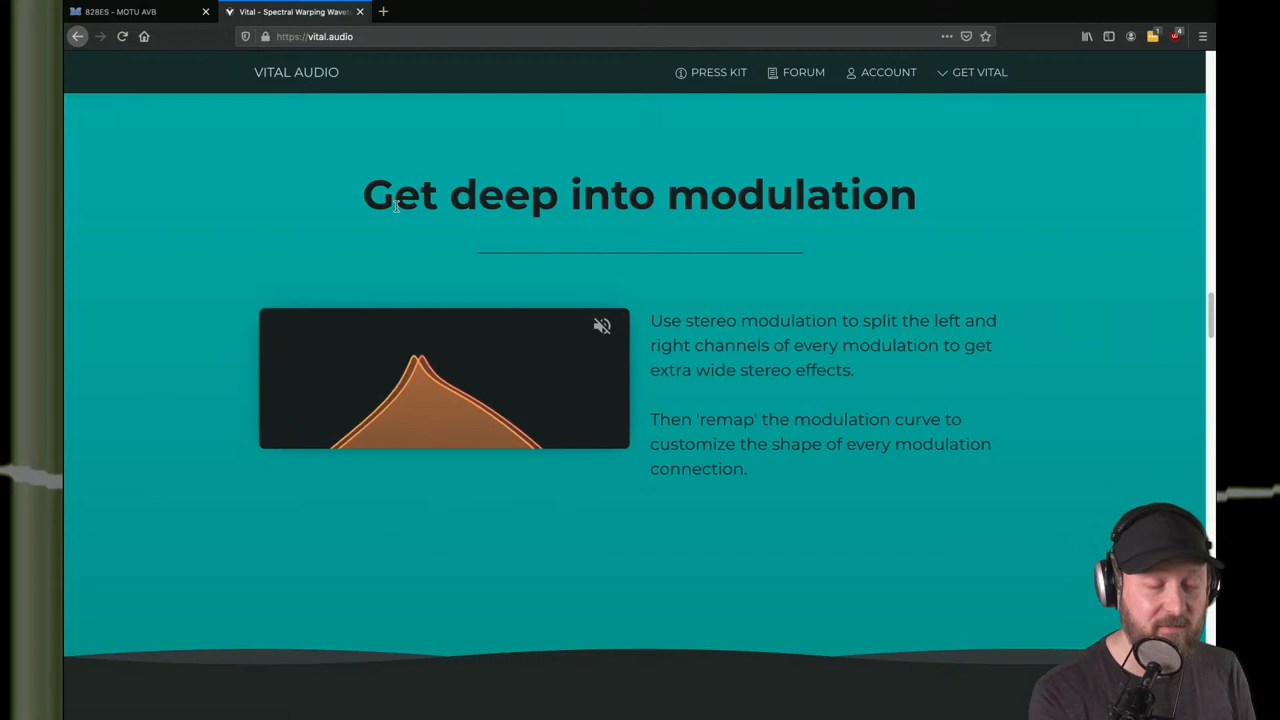 828ES - MOTU AVB
Vital - Spectral Warping Wavet
https://vital.audio
VITAL AUDIO
PRESS KIT
FORUM
ACCOUNT
GET VITAL
Get deep into modulation
Use stereo modulation to split the left and
right channels of every modulation to get
extra wide stereo effects.
Then 'remap' the modulation curve to
customize the shape of every modulation
connection.